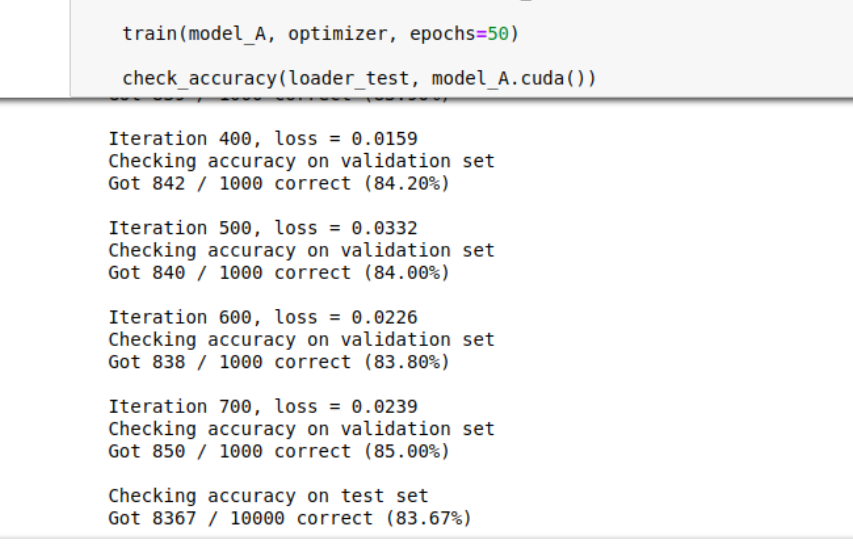 train(model_A, optimizer, epochs=50)
check_accuracy(loader_test, model_A.cuda())
Iteration 400, loss = 0.0159
Checking accuracy on validation set
Got 842 / 1000 correct (84.20%)
Iteration 500, loss = 0.0332
Checking accuracy on validation set
Got 840 / 1000 correct (84.00%)
Iteration 600, loss = 0.0226
Checking accuracy on validation set
Got 838 / 1000 correct (83.80%)
Iteration 700, loss = 0.0239
Checking accuracy on validation set
Got 850 / 1000 correct (85.00%)
Checking accuracy on test set
Got 8367 / 10000 correct (83.67%)